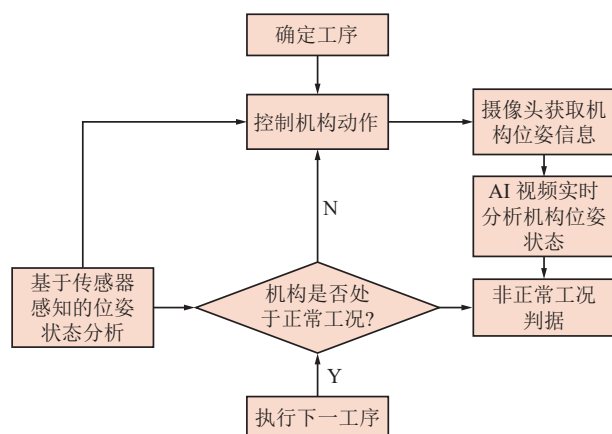 确定工序
控制机构动作
摄像头获取机
构位姿信息
AI 视频实时
分析机构位姿
状态
N
基于传感器
感知的位姿
状态分析
机构是否处
于正常工况?
非正常工况
判据
Y
执行下一工序